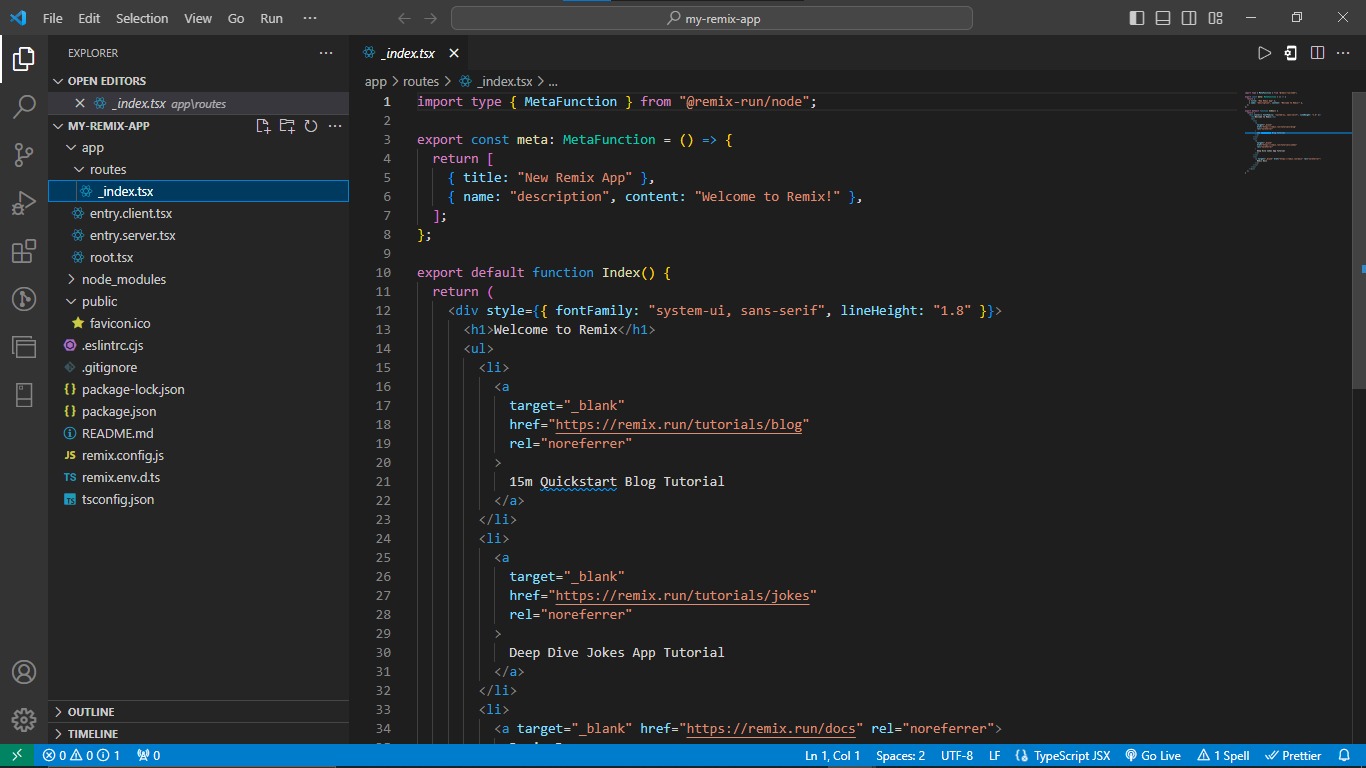 File Edit Selection View Go Run ···
my-remix-app
EXPLORER
OPEN EDITORS
_index.tsx app\routes
MY-REMIX-APP
app
routes
_index.tsx
entry.client.tsx
entry.server.tsx
root.tsx
node_modules
public
favicon.ico
.eslintrc.cjs
.gitignore
package-lock.json
package.json
README.md
JS remix.config.js
TS remix.env.d.ts
tsconfig.json
OUTLINE
TIMELINE
_index.tsx
app > routes > _index.tsx > ...
1 import type { MetaFunction } from "@remix-run/node";
2
3 export const meta: MetaFunction = () => {
4 return [
5 { title: "New Remix App" },
6 { name: "description", content: "Welcome to Remix!" },
7 ];
8 };
9
10 export default function Index() {
11 return (
12 <div style={{ fontFamily: "system-ui, sans-serif", lineHeight: "1.8" }}>
13 <h1>Welcome to Remix</h1>
14 <ul>
15 <li>
16 <a
17 target="_blank"
18 href="https://remix.run/tutorials/blog"
19 rel="noreferrer"
20 >
21 15m Quickstart Blog Tutorial
22 </a>
23 </li>
24 <li>
25 <a
26 target="_blank"
27 href="https://remix.run/tutorials/jokes"
28 rel="noreferrer"
29 >
30 Deep Dive Jokes App Tutorial
31 </a>
32 </li>
33 <li>
34 <a target="_blank" href="https://remix.run/docs" rel="noreferrer">
0 0 1 0 Ln 1, Col 1 Spaces: 2 UTF-8 LF TypeScript JSX Go Live 1 Spell Prettier